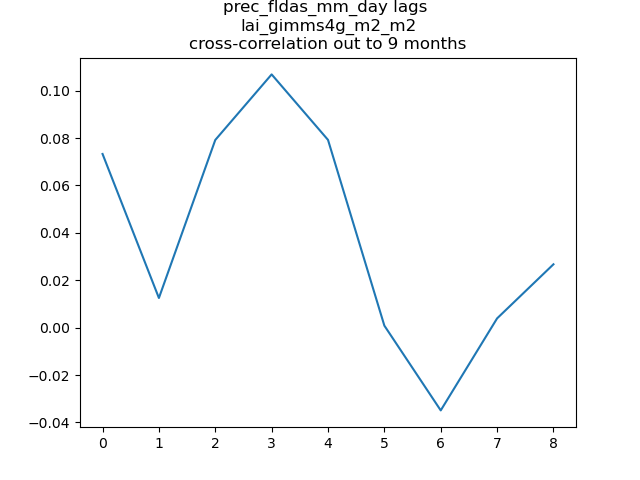 prec_fldas_mm_day lags
lai_gimms4g_m2_m2
cross-correlation out to 9 months
0.10
0.08
0.06
0.04
0.02
0.00
−0.02
−0.04
0 1 2 3 4 5 6 7 8